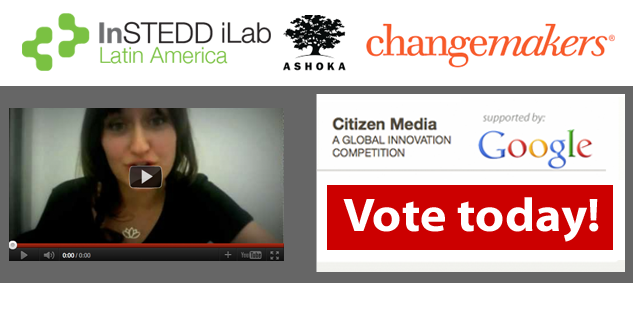 InSTEDD iLab
Latin America
ASHOKA
changemakers®
Citizen Media
A GLOBAL INNOVATION
COMPETITION
supported by:
Google
Vote today!
0:00 / 0:00
YouTube